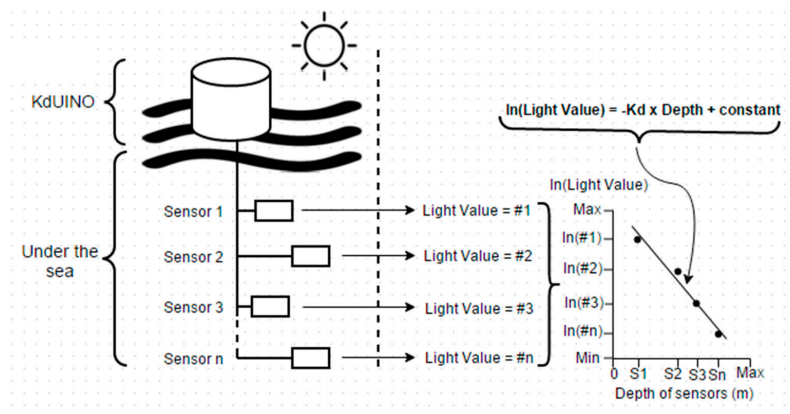 KdUINO
Under the
sea
Sensor 1
Sensor 2
Sensor 3
Sensor n
Light Value = #1
Light Value = #2
Light Value = #3
Light Value = #n
ln(Light Value) = -Kd x Depth + constant
ln(Light Value)
Max
ln(#1)
ln(#2)
ln(#3)
ln(#n)
Min
0 S1 S2 S3 Sn Max
Depth of sensors (m)